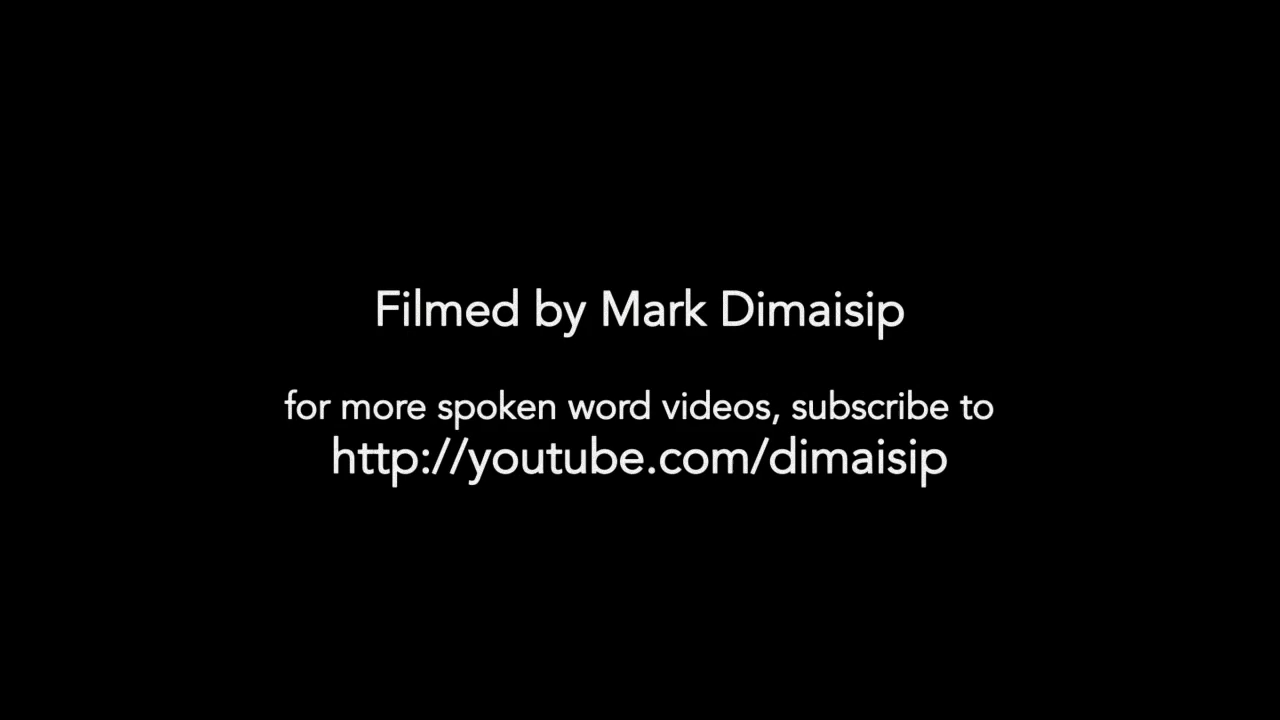 Filmed by Mark Dimaisip
for more spoken word videos, subscribe to
http://youtube.com/dimaisip